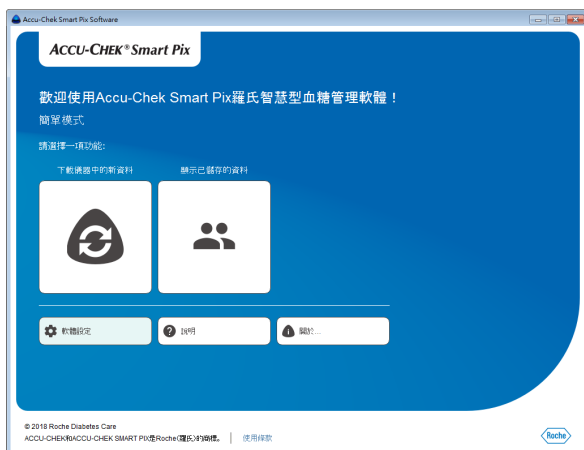 Accu-Chek Smart Pix Software
ACCU-CHEK® Smart Pix
歡迎使用Accu-Chek Smart Pix羅氏智慧型血糖管理軟體！
簡單模式
請選擇一項功能:
下載儀器中的新資料 顯示已儲存的資料
軟體設定 說明 關於...
© 2018 Roche Diabetes Care
ACCU-CHEK和ACCU-CHEK SMART PIX是Roche(羅氏)的商標。 使用條款
Roche